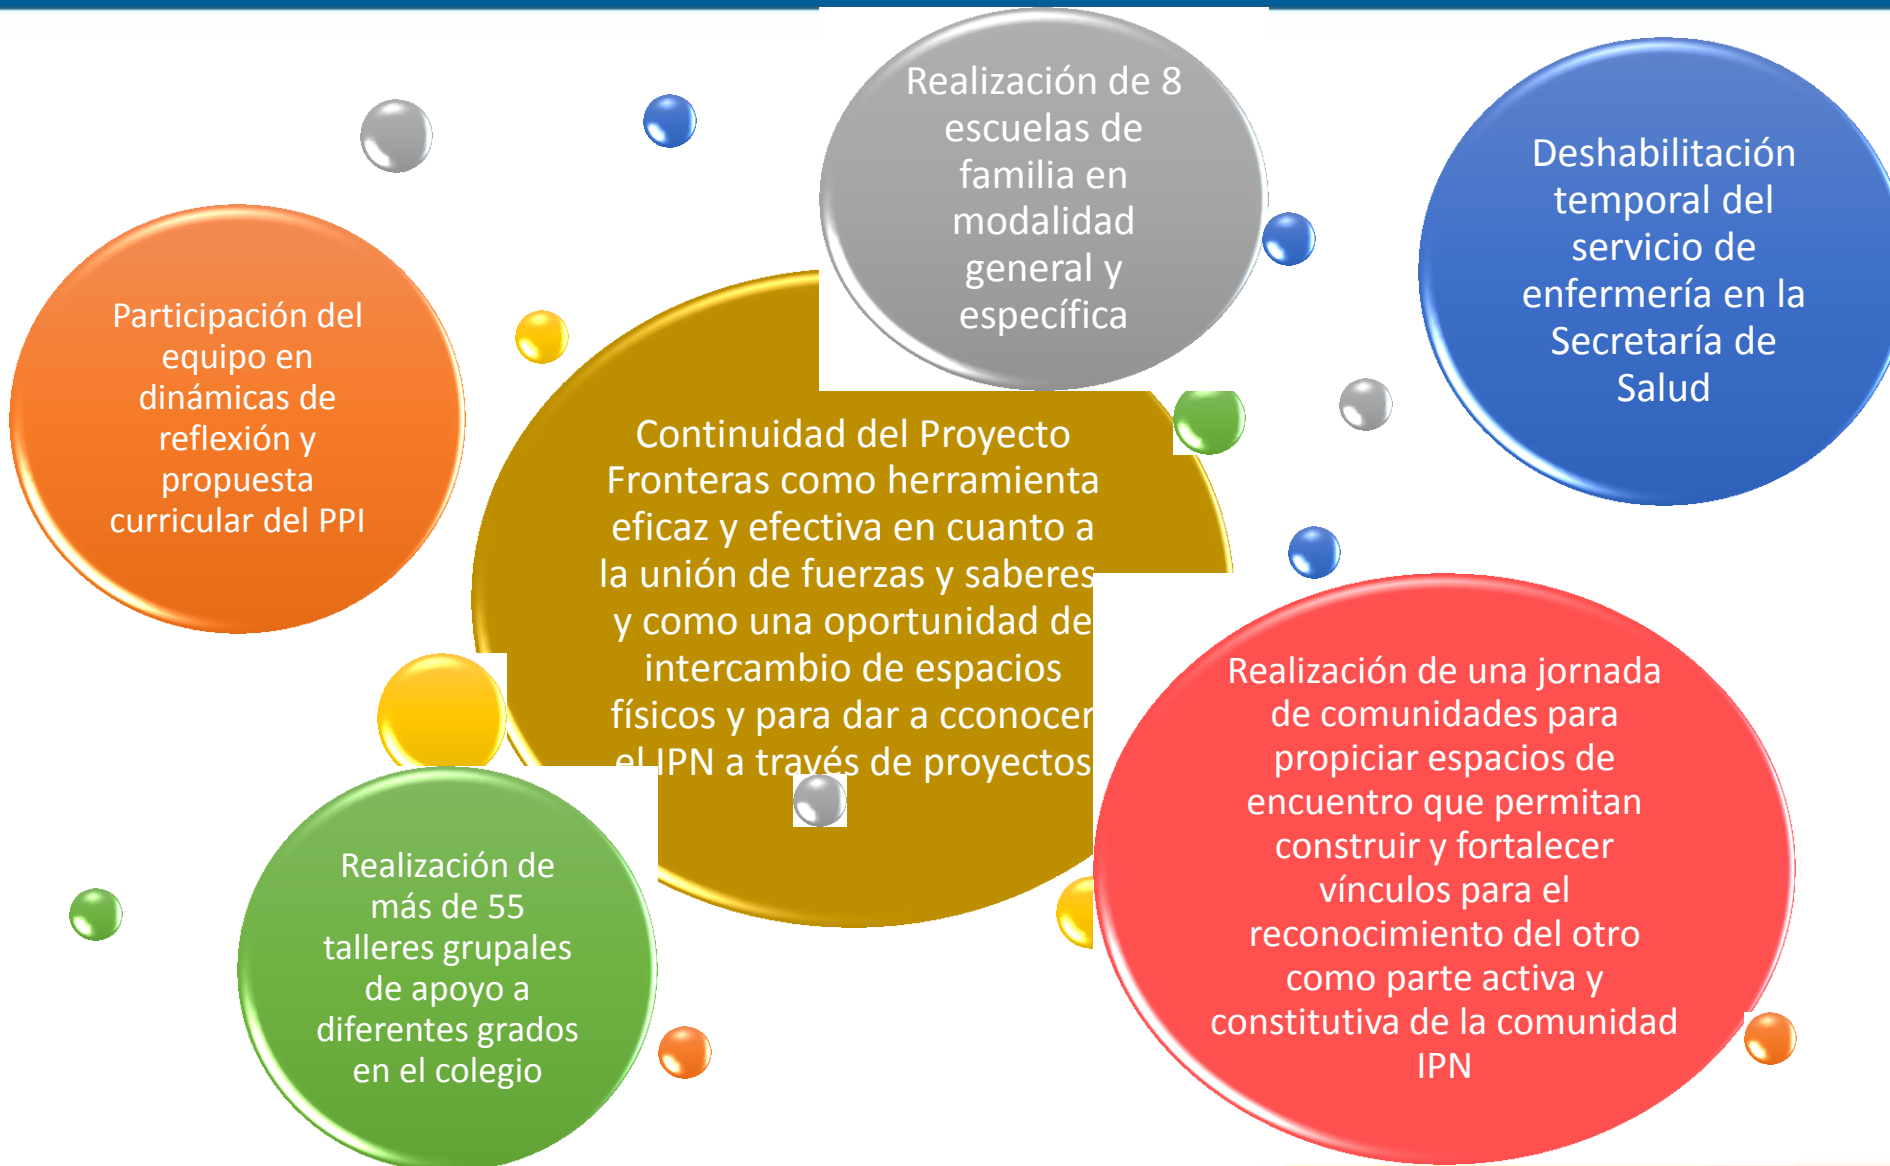 Realización de 8
escuelas de
familia en
modalidad
general y
específica
Deshabilitación
temporal del
servicio de
enfermería en la
Secretaría de
Salud
Participación del
equipo en
dinámicas de
reflexión y
propuesta
curricular del PPI
Continuidad del Proyecto
Fronteras como herramienta
eficaz y efectiva en cuanto a
la unión de fuerzas y saberes
y como una oportunidad de
intercambio de espacios
físicos y para dar a cconocer
el IPN a través de proyectos
Realización de una jornada
de comunidades para
propiciar espacios de
encuentro que permitan
construir y fortalecer
vínculos para el
reconocimiento del otro
como parte activa y
constitutiva de la comunidad
IPN
Realización de
más de 55
talleres grupales
de apoyo a
diferentes grados
en el colegio